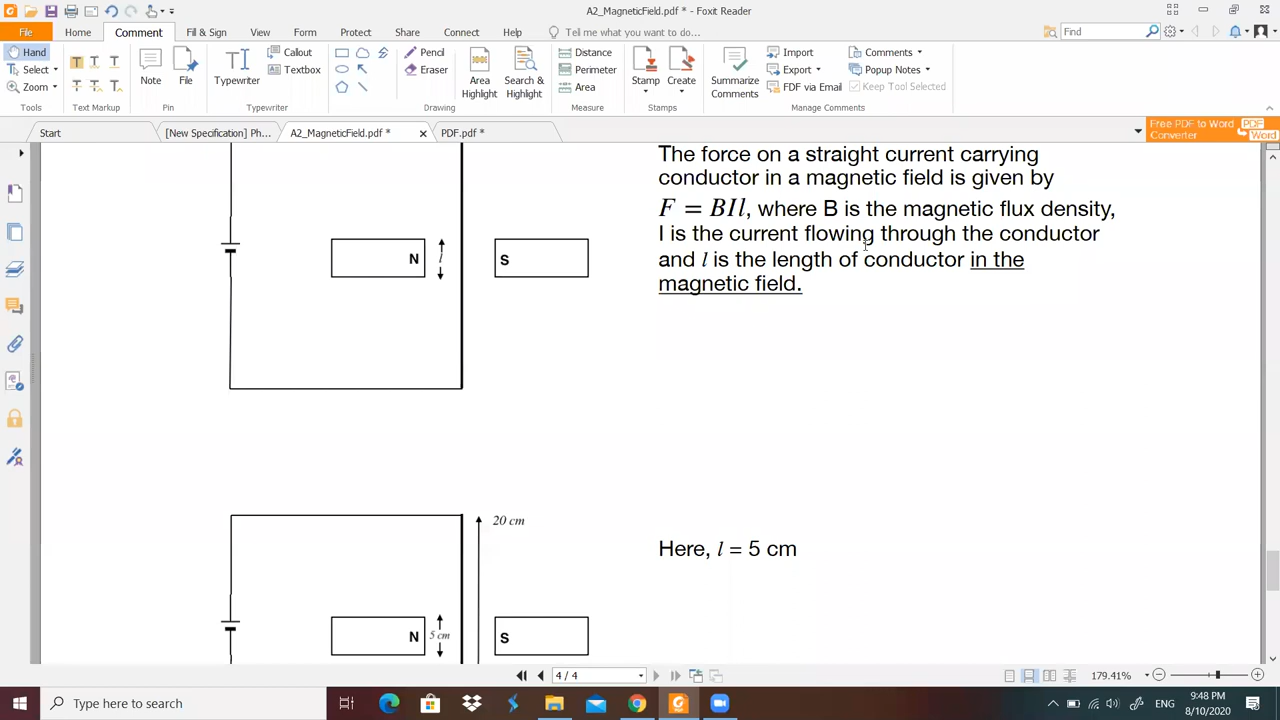 A2_MagneticField.pdf * - Foxit Reader
File Home Comment Fill & Sign View Form Protect Share Connect Help Tell me what you want to do... Find
Hand
Select
Zoom
Tools
T T T
T T T
Text Markup
Note
File
Pin
Typewriter
Callout
Textbox
Typewriter
Pencil
Eraser
Drawing
Area Highlight
Search & Highlight
Distance
Perimeter
Area
Measure
Stamp
Create
Stamps
Summarize Comments
Import
Export
FDF via Email
Comments
Popup Notes
Keep Tool Selected
Manage Comments
Start [New Specification] Ph... A2_MagneticField.pdf * PDF.pdf *
Free PDF to Word Converter
PDF
Word
The force on a straight current carrying
conductor in a magnetic field is given by
F = BIl, where B is the magnetic flux density,
I is the current flowing through the conductor
and l is the length of conductor in the
magnetic field.
N l S
20 cm
Here, l = 5 cm
N 5 cm S
4 / 4
179.41%
Type here to search
ENG
9:48 PM
8/10/2020